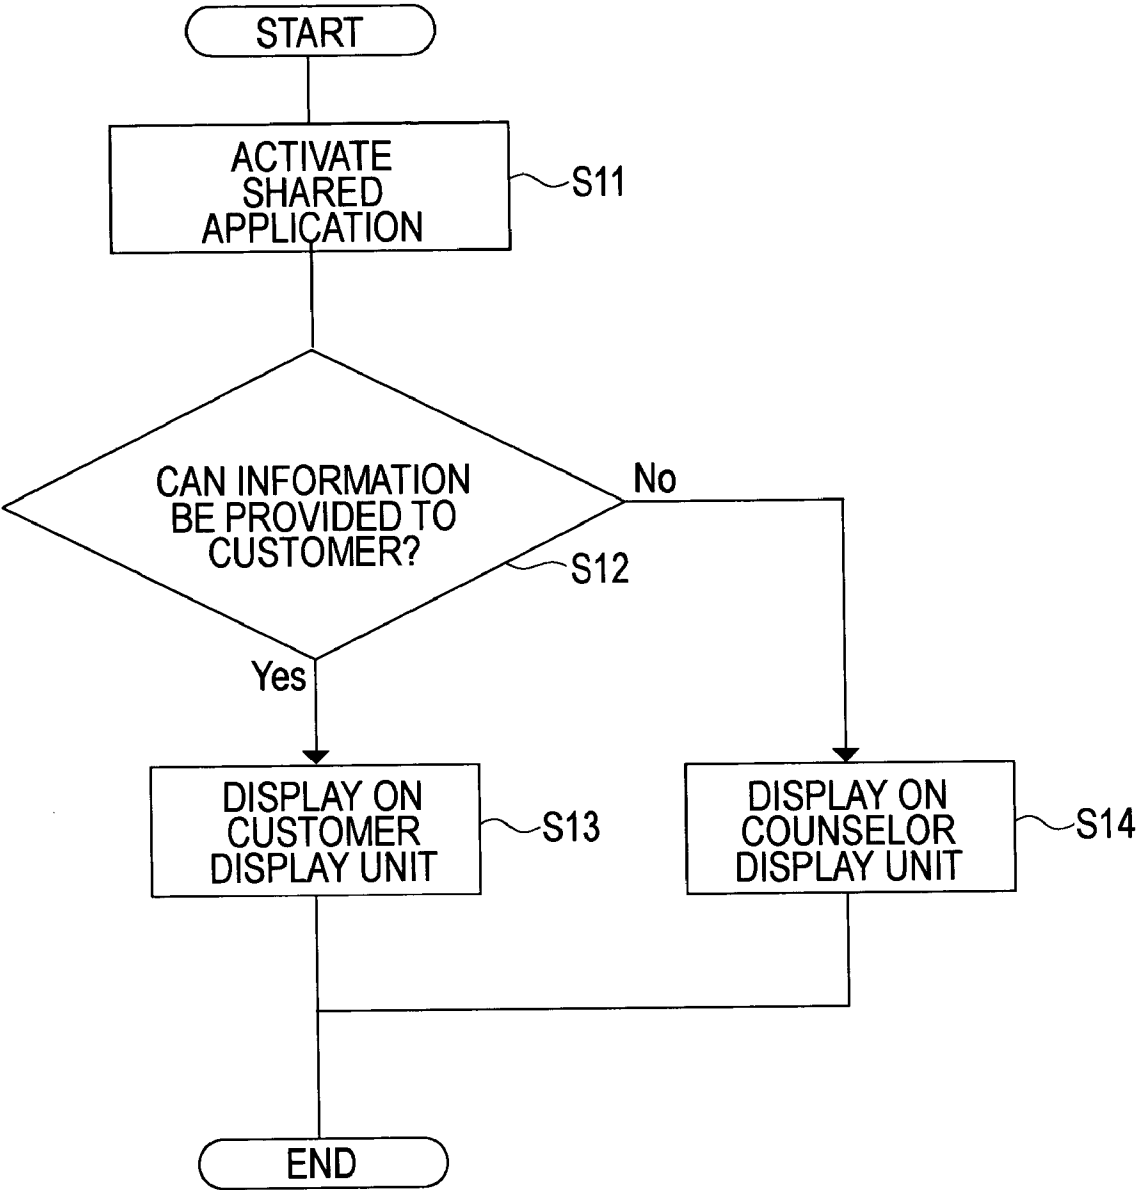 START
ACTIVATE
SHARED
APPLICATION
S11
CAN INFORMATION
BE PROVIDED TO
CUSTOMER?
S12
No
Yes
DISPLAY ON
CUSTOMER
DISPLAY UNIT
S13
DISPLAY ON
COUNSELOR
DISPLAY UNIT
S14
END